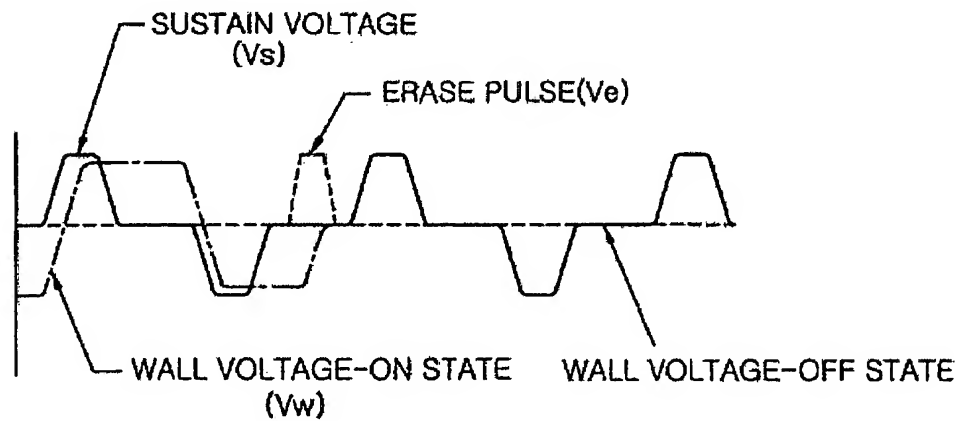 SUSTAIN VOLTAGE
(Vs)
ERASE PULSE(Ve)
WALL VOLTAGE-ON STATE
(Vw)
WALL VOLTAGE-OFF STATE